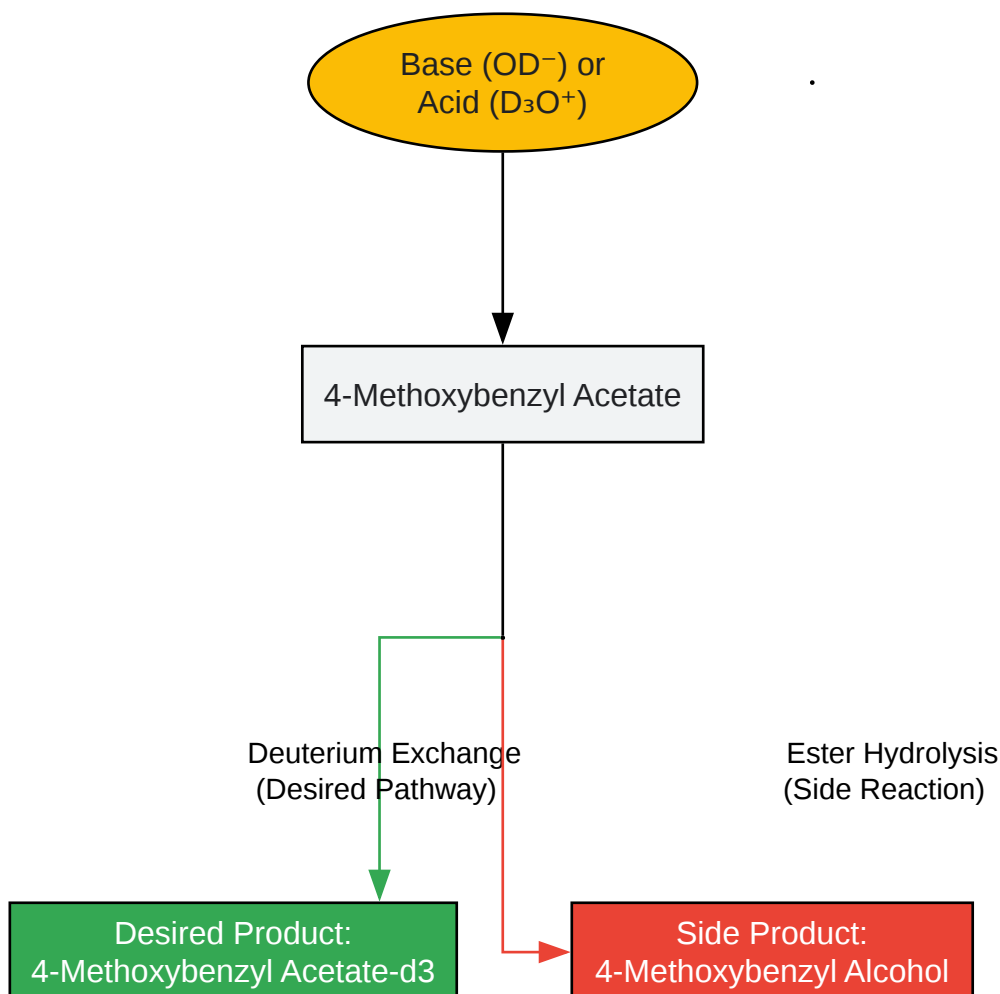 Base (OD⁻) or
Acid (D₃O⁺)
4-Methoxybenzyl Acetate
Deuterium Exchange
(Desired Pathway)
Ester Hydrolysis
(Side Reaction)
Desired Product:
4-Methoxybenzyl Acetate-d3
Side Product:
4-Methoxybenzyl Alcohol